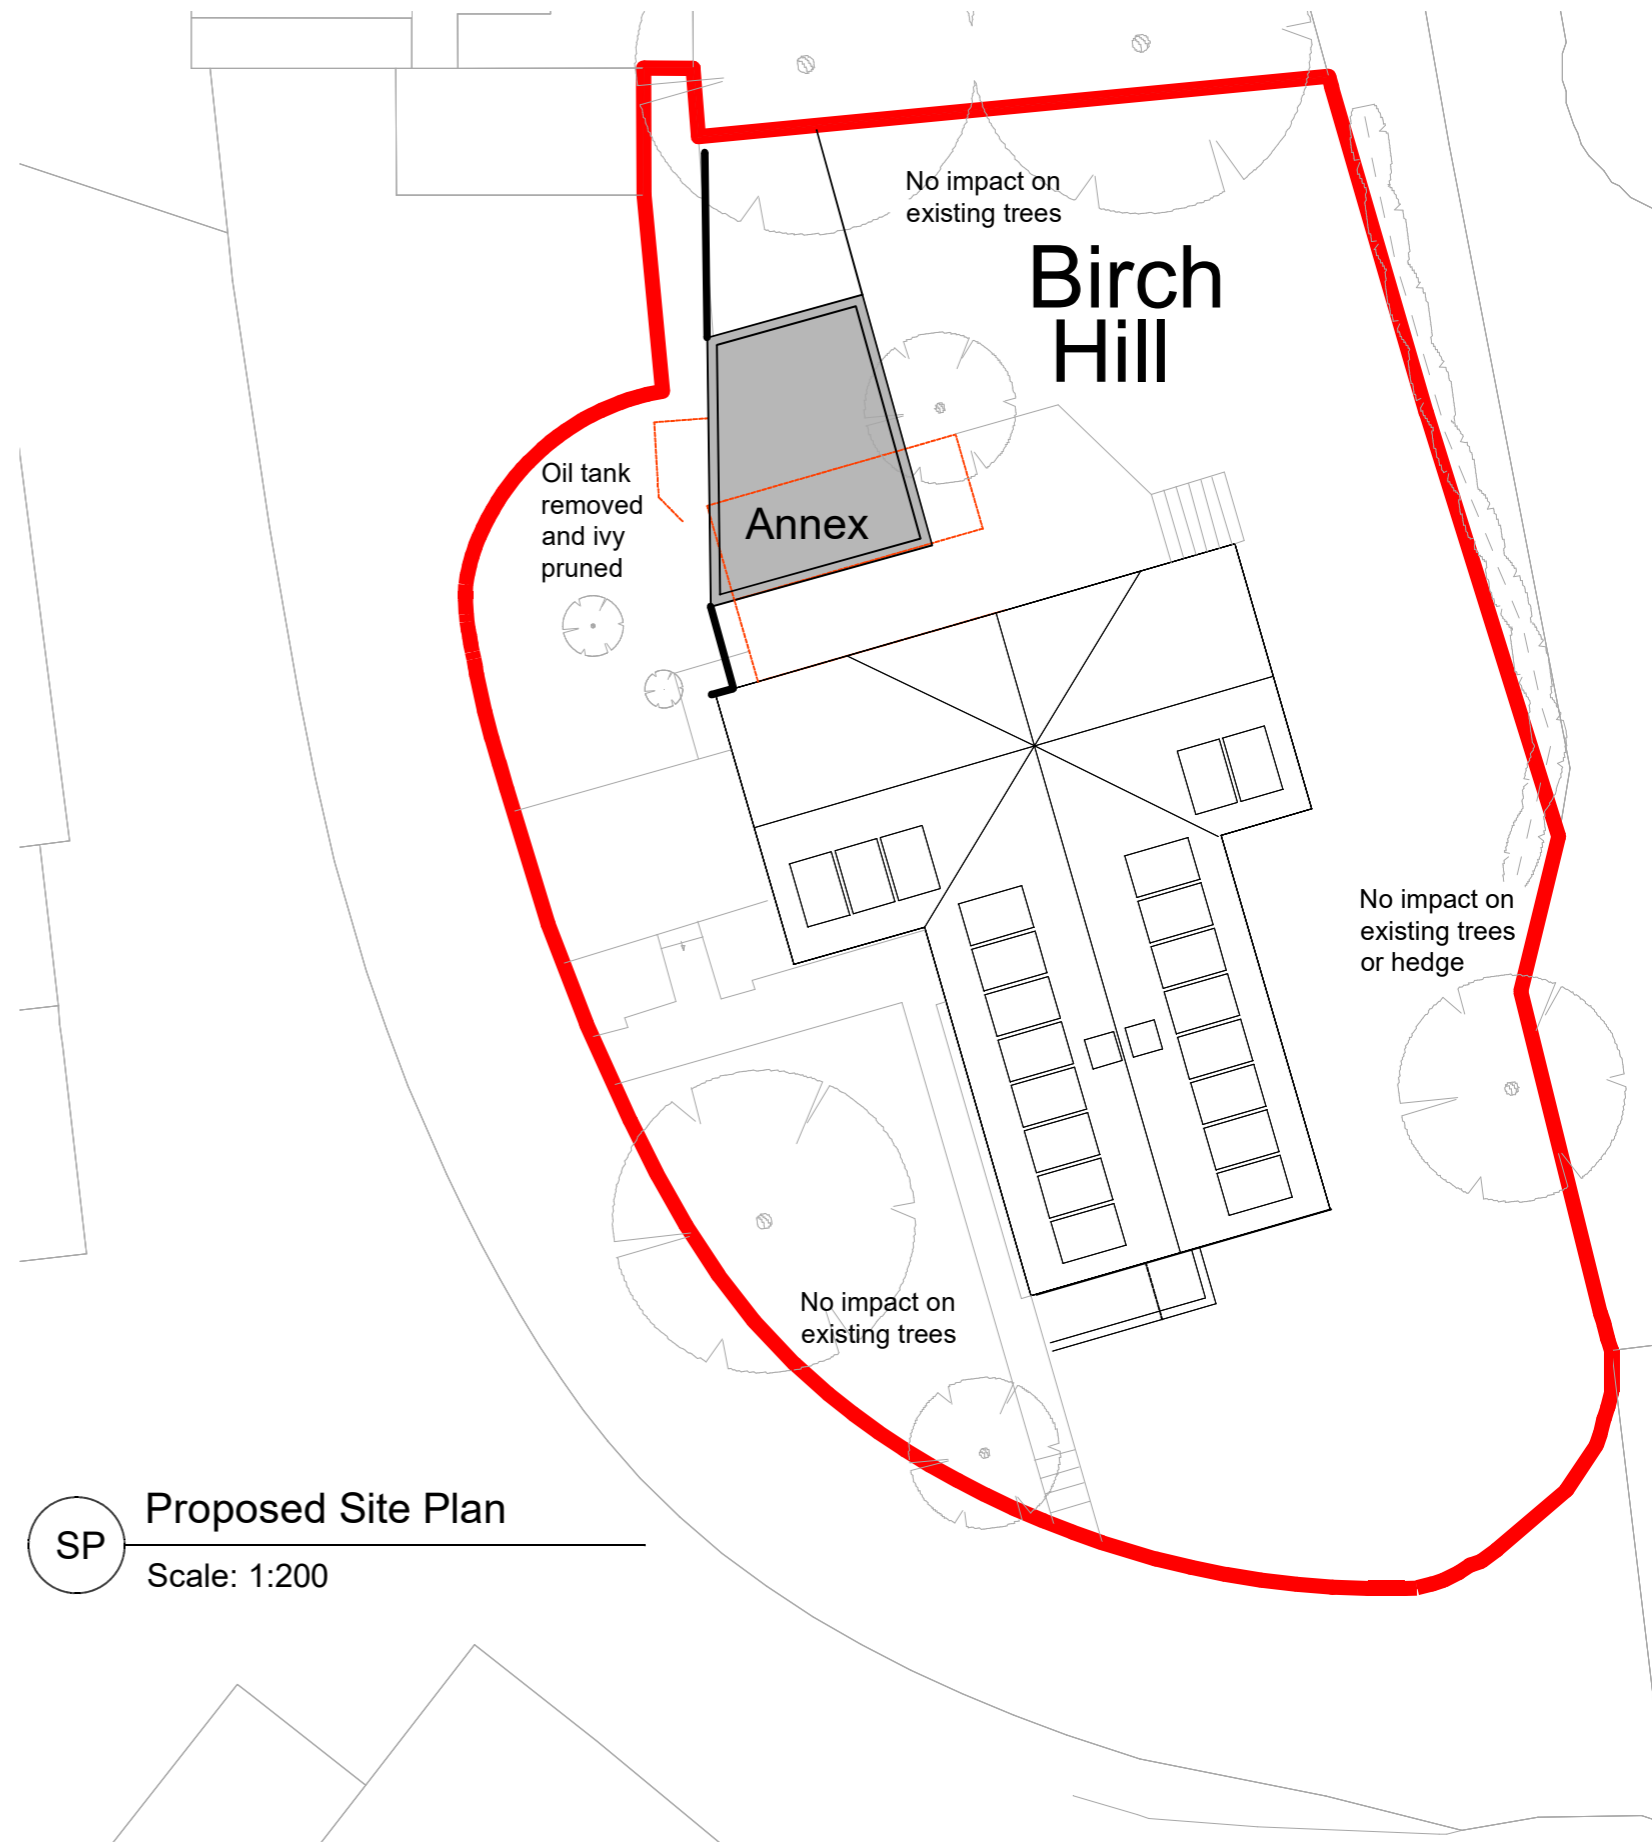 No impact on
existing trees
Birch
Hill
Oil tank
removed
and ivy
pruned
Annex
No impact on
existing trees
or hedge
No impact on
existing trees
SP
Proposed Site Plan
Scale: 1:200